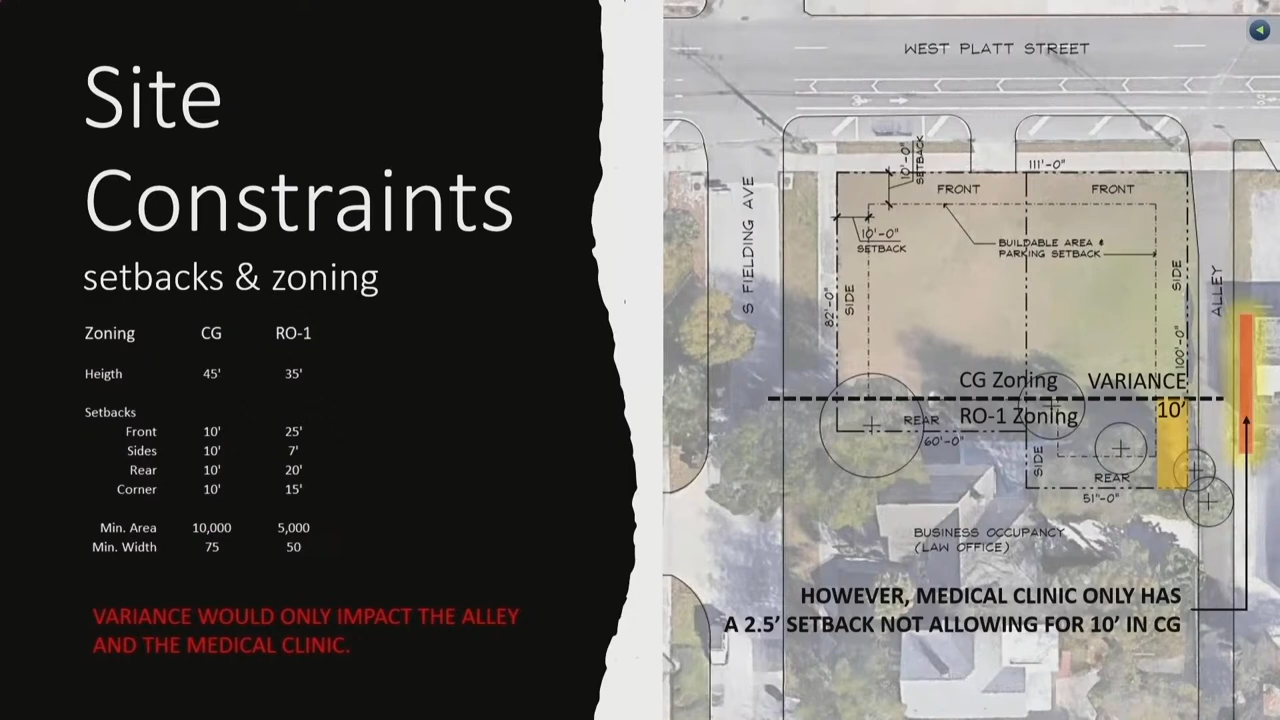 Site
Constraints
setbacks & zoning
Zoning CG RO-1
Heigth 45' 35'
Setbacks
Front 10' 25'
Sides 10' 7'
Rear 10' 20'
Corner 10' 15'
Min. Area 10,000 5,000
Min. Width 75 50
VARIANCE WOULD ONLY IMPACT THE ALLEY
AND THE MEDICAL CLINIC.
WEST PLATT STREET
S FIELDING AVE
10'-0"
SETBACK
111'-0"
FRONT
FRONT
10'-0"
SETBACK
BUILDABLE AREA &
PARKING SETBACK
82'-0"
SIDE
SIDE
ALLEY
100'-0"
CG Zoning VARIANCE
RO-1 Zoning 10'
REAR
60'-0"
SIDE
REAR
51'-0"
BUSINESS OCCUPANCY
(LAW OFFICE)
HOWEVER, MEDICAL CLINIC ONLY HAS
A 2.5' SETBACK NOT ALLOWING FOR 10' IN CG